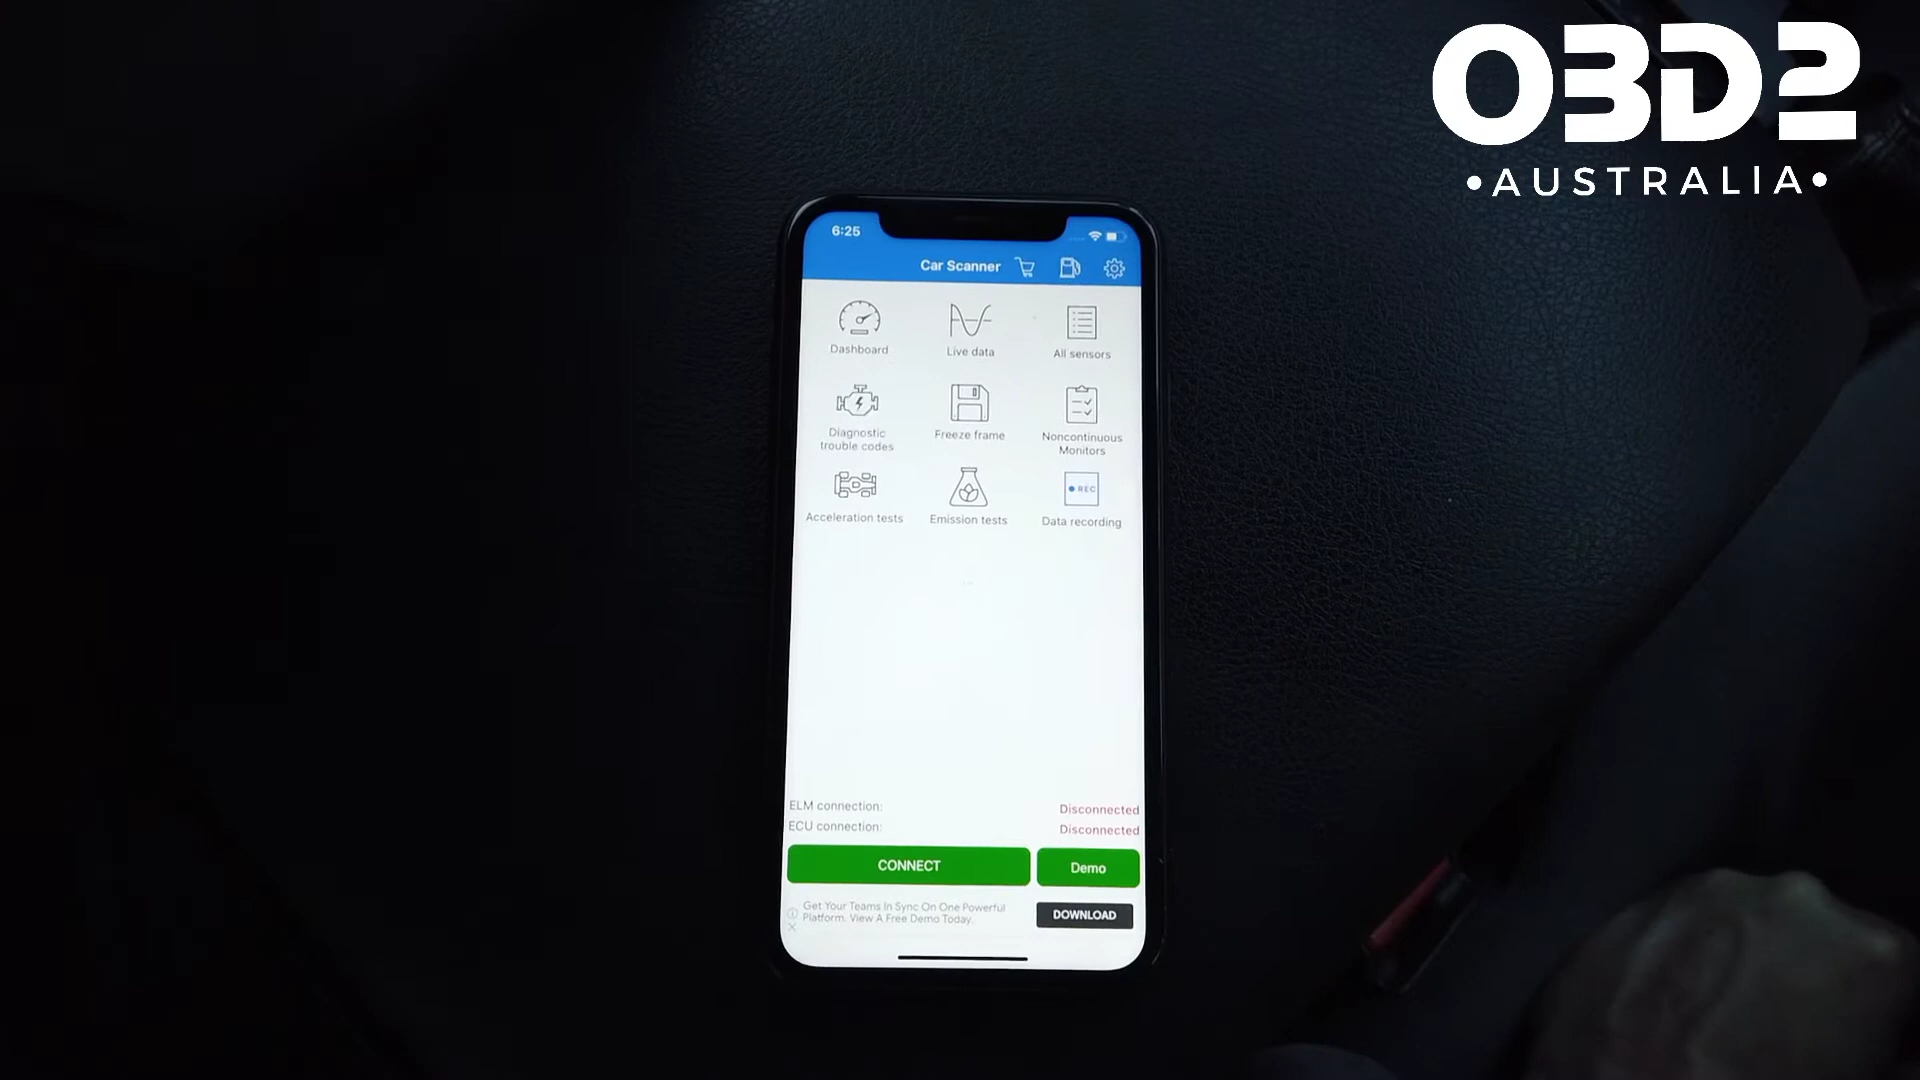 OBD2
•AUSTRALIA•
6:25
Car Scanner
Dashboard
Live data
All sensors
Diagnostic
trouble codes
Freeze frame
Noncontinuous
Monitors
Acceleration tests
Emission tests
REC
Data recording
ELM connection:
Disconnected
ECU connection:
Disconnected
CONNECT
Demo
Get Your Teams In Sync On One Powerful
Platform. View A Free Demo Today.
DOWNLOAD